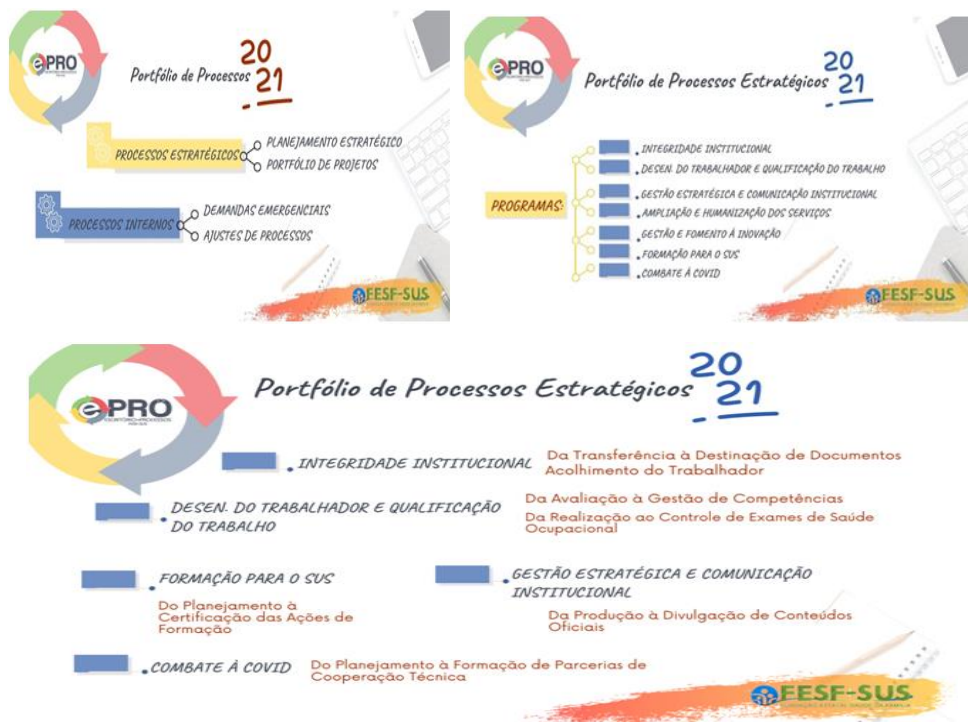 ePRO
Portfólio de Processos
20
21
PROCESSOS ESTRATÉGICOS
PLANEJAMENTO ESTRATÉGICO
PORTFÓLIO DE PROJETOS
PROCESSOS INTERNOS
DEMANDAS EMERGENCIAIS
AJUSTES DE PROCESSOS
FESF-SUS
ePRO
Portfólio de Processos Estratégicos
20
21
PROGRAMAS:
INTEGRIDADE INSTITUCIONAL
DESEN. DO TRABALHADOR E QUALIFICAÇÃO DO TRABALHO
GESTÃO ESTRATÉGICA E COMUNICAÇÃO INSTITUCIONAL
AMPLIAÇÃO E HUMANIZAÇÃO DOS SERVIÇOS
GESTÃO E FOMENTO À INOVAÇÃO
FORMAÇÃO PARA O SUS
COMBATE À COVID
FESF-SUS
ePRO
Portfólio de Processos Estratégicos
20
21
INTEGRIDADE INSTITUCIONAL
Da Transferência à Destinação de Documentos
Acolhimento do Trabalhador
DESEN. DO TRABALHADOR E QUALIFICAÇÃO
DO TRABALHO
Da Avaliação à Gestão de Competências
Da Realização ao Controle de Exames de Saúde
Ocupacional
FORMAÇÃO PARA O SUS
Do Planejamento à
Certificação das Ações de
Formação
GESTÃO ESTRATÉGICA E COMUNICAÇÃO
INSTITUCIONAL
Da Produção à Divulgação de Conteúdos
Oficiais
COMBATE À COVID
Do Planejamento à Formação de Parcerias de
Cooperação Técnica
FESF-SUS